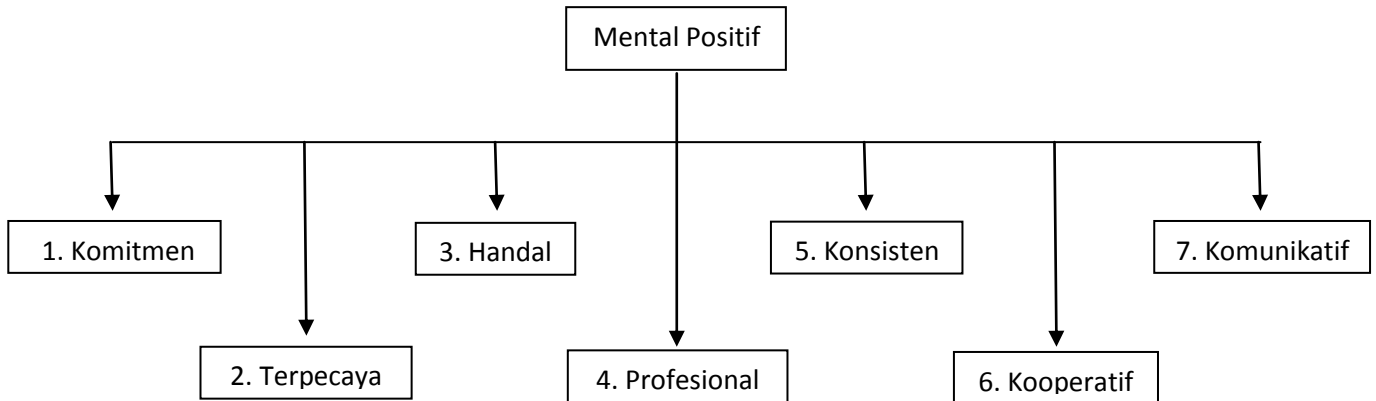 Mental Positif
1. Komitmen
3. Handal
5. Konsisten
7. Komunikatif
2. Terpecaya
4. Profesional
6. Kooperatif